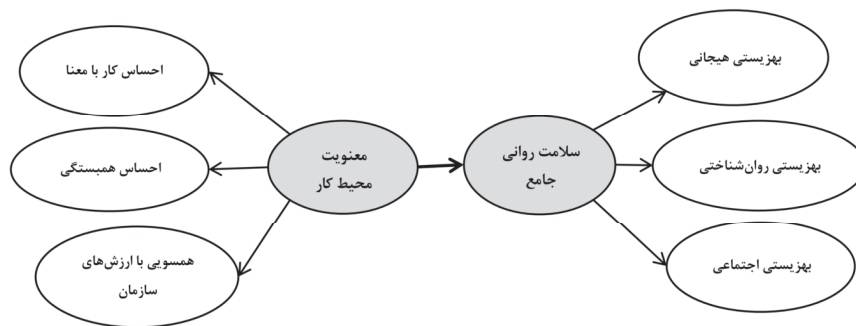 بهزیستی هیجانی
احساس کار با معنا
سلامت روانی
جامع
معنویت
محیط کار
بهزیستی روان‌شناختی
احساس همبستگی
بهزیستی اجتماعی
همسویی با ارزش‌های
سازمان